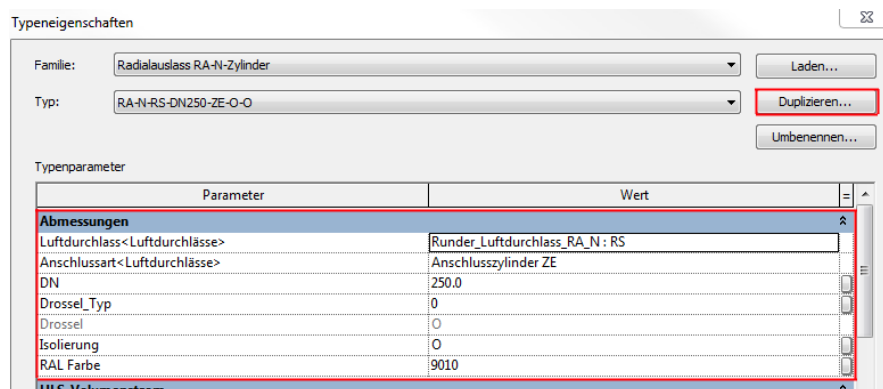 Typeneigenschaften
Familie: Radialauslass RA-N-Zylinder Laden...
Typ: RA-N-RS-DN250-ZE-O-O Duplizieren...
Umbenennen...
Typenparameter
Parameter Wert =
Abmessungen
Luftdurchlass<Luftdurchlässe> Runder_Luftdurchlass_RA_N : RS
Anschlussart<Luftdurchlässe> Anschlusszylinder ZE
DN 250.0
Drossel_Typ 0
Drossel O
Isolierung O
RAL Farbe 9010